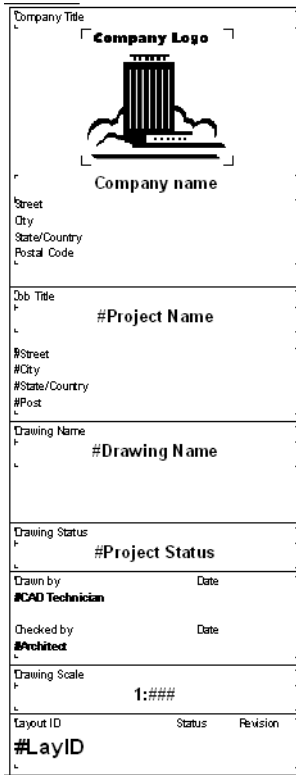 Company Title
Company Logo
Company name
Street
City
State/Country
Postal Code
Job Title
#Project Name
#Street
#City
#State/Country
#Post
Drawing Name
#Drawing Name
Drawing Status
#Project Status
Drawn by Date
#CAD Technician
Checked by Date
#Architect
Drawing Scale
1:###
Layout ID Status Revision
#LayID